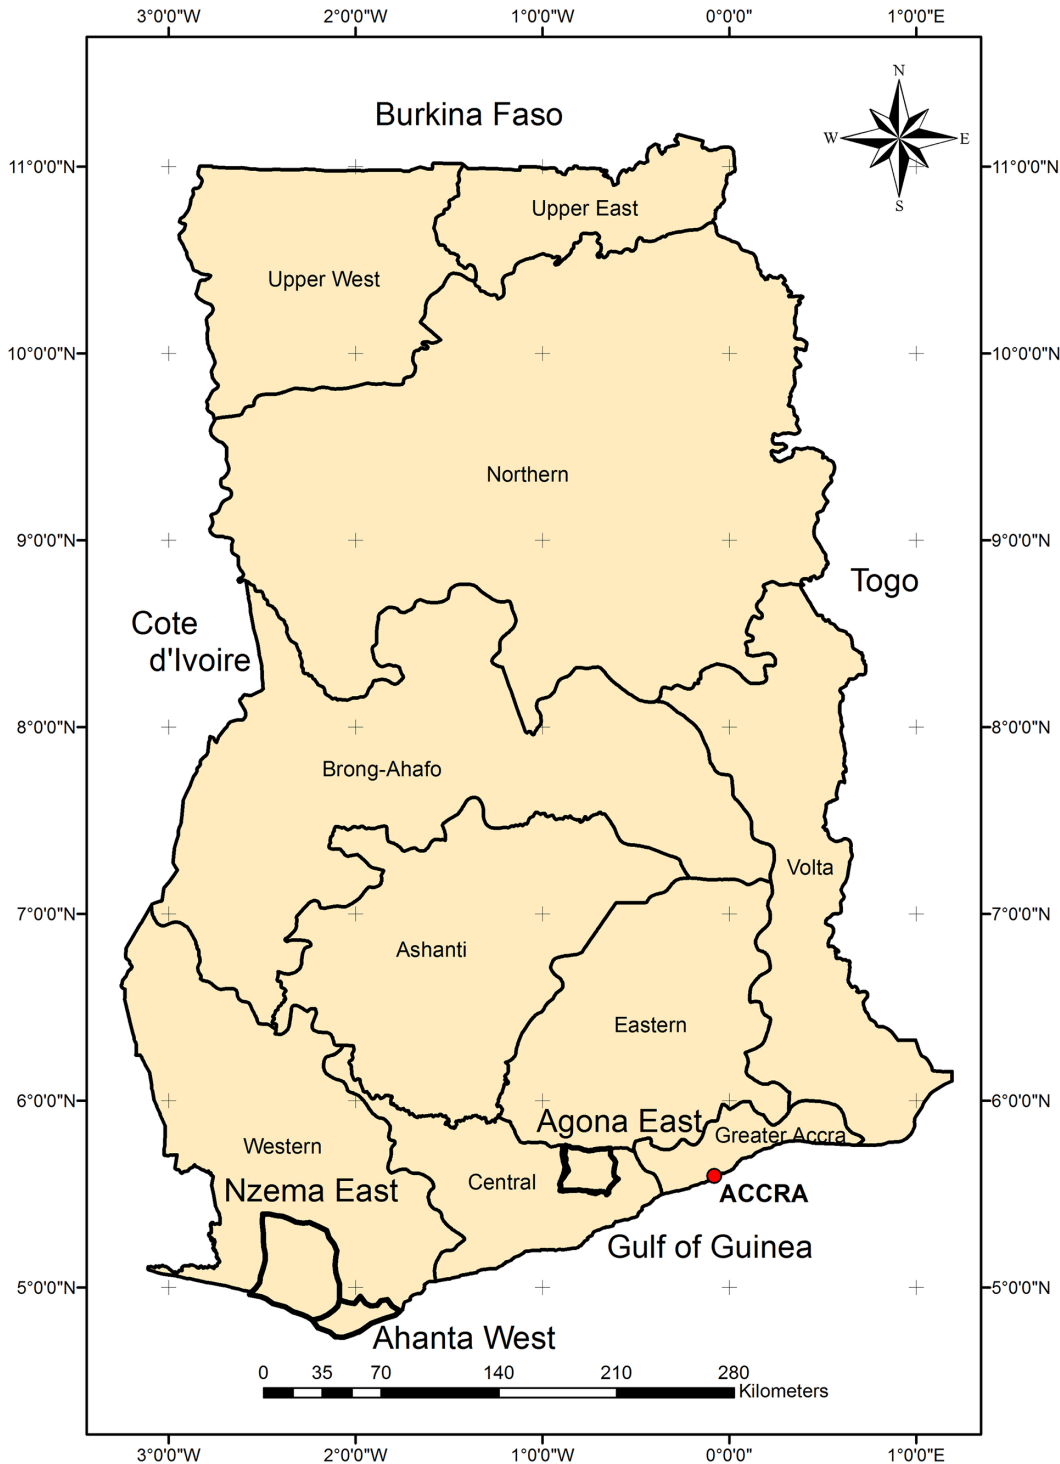 3°0'0"W 2°0'0"W 1°0'0"W 0°0'0" 1°0'0"E
N
Burkina Faso
W E
11°0'0"N 11°0'0"N
S
Upper East
Upper West
10°0'0"N 10°0'0"N
Northern
9°0'0"N 9°0'0"N
Togo
Cote
d'Ivoire
8°0'0"N 8°0'0"N
Brong-Ahafo
Volta
7°0'0"N 7°0'0"N
Ashanti
Eastern
6°0'0"N 6°0'0"N
Agona East
Greater Accra
Western
Central
Nzema East
ACCRA
Gulf of Guinea
5°0'0"N 5°0'0"N
Ahanta West
0 35 70 140 210 280
Kilometers
3°0'0"W 2°0'0"W 1°0'0"W 0°0'0" 1°0'0"E